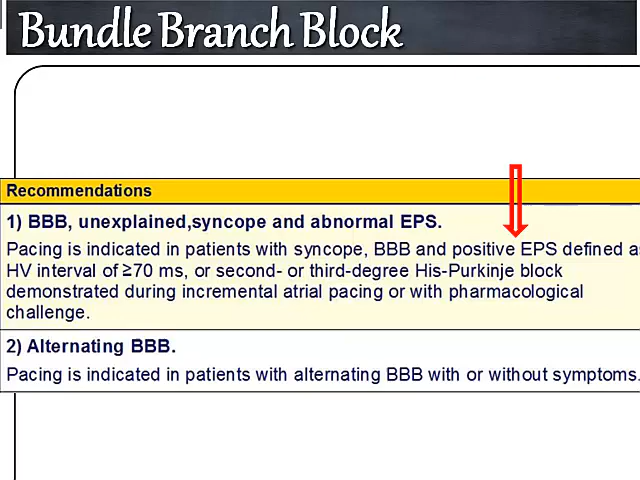 Bundle Branch Block
Recommendations
1) BBB, unexplained,syncope and abnormal EPS.
Pacing is indicated in patients with syncope, BBB and positive EPS defined
HV interval of ≥70 ms, or second- or third-degree His-Purkinje block
demonstrated during incremental atrial pacing or with pharmacological
challenge.
2) Alternating BBB.
Pacing is indicated in patients with alternating BBB with or without symptoms.